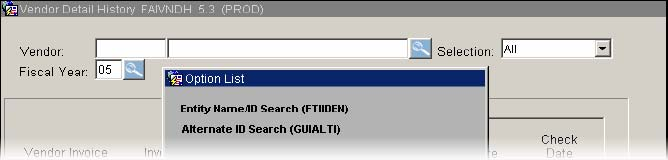 Vendor Detail History FAIVNDH 5.3 (PROD)
Vendor: Selection: All
Fiscal Year: 05
Option List
Entity Name/ID Search (FTIIDEN)
Alternate ID Search (GUIALTI)
Check
Vendor Invoice Date